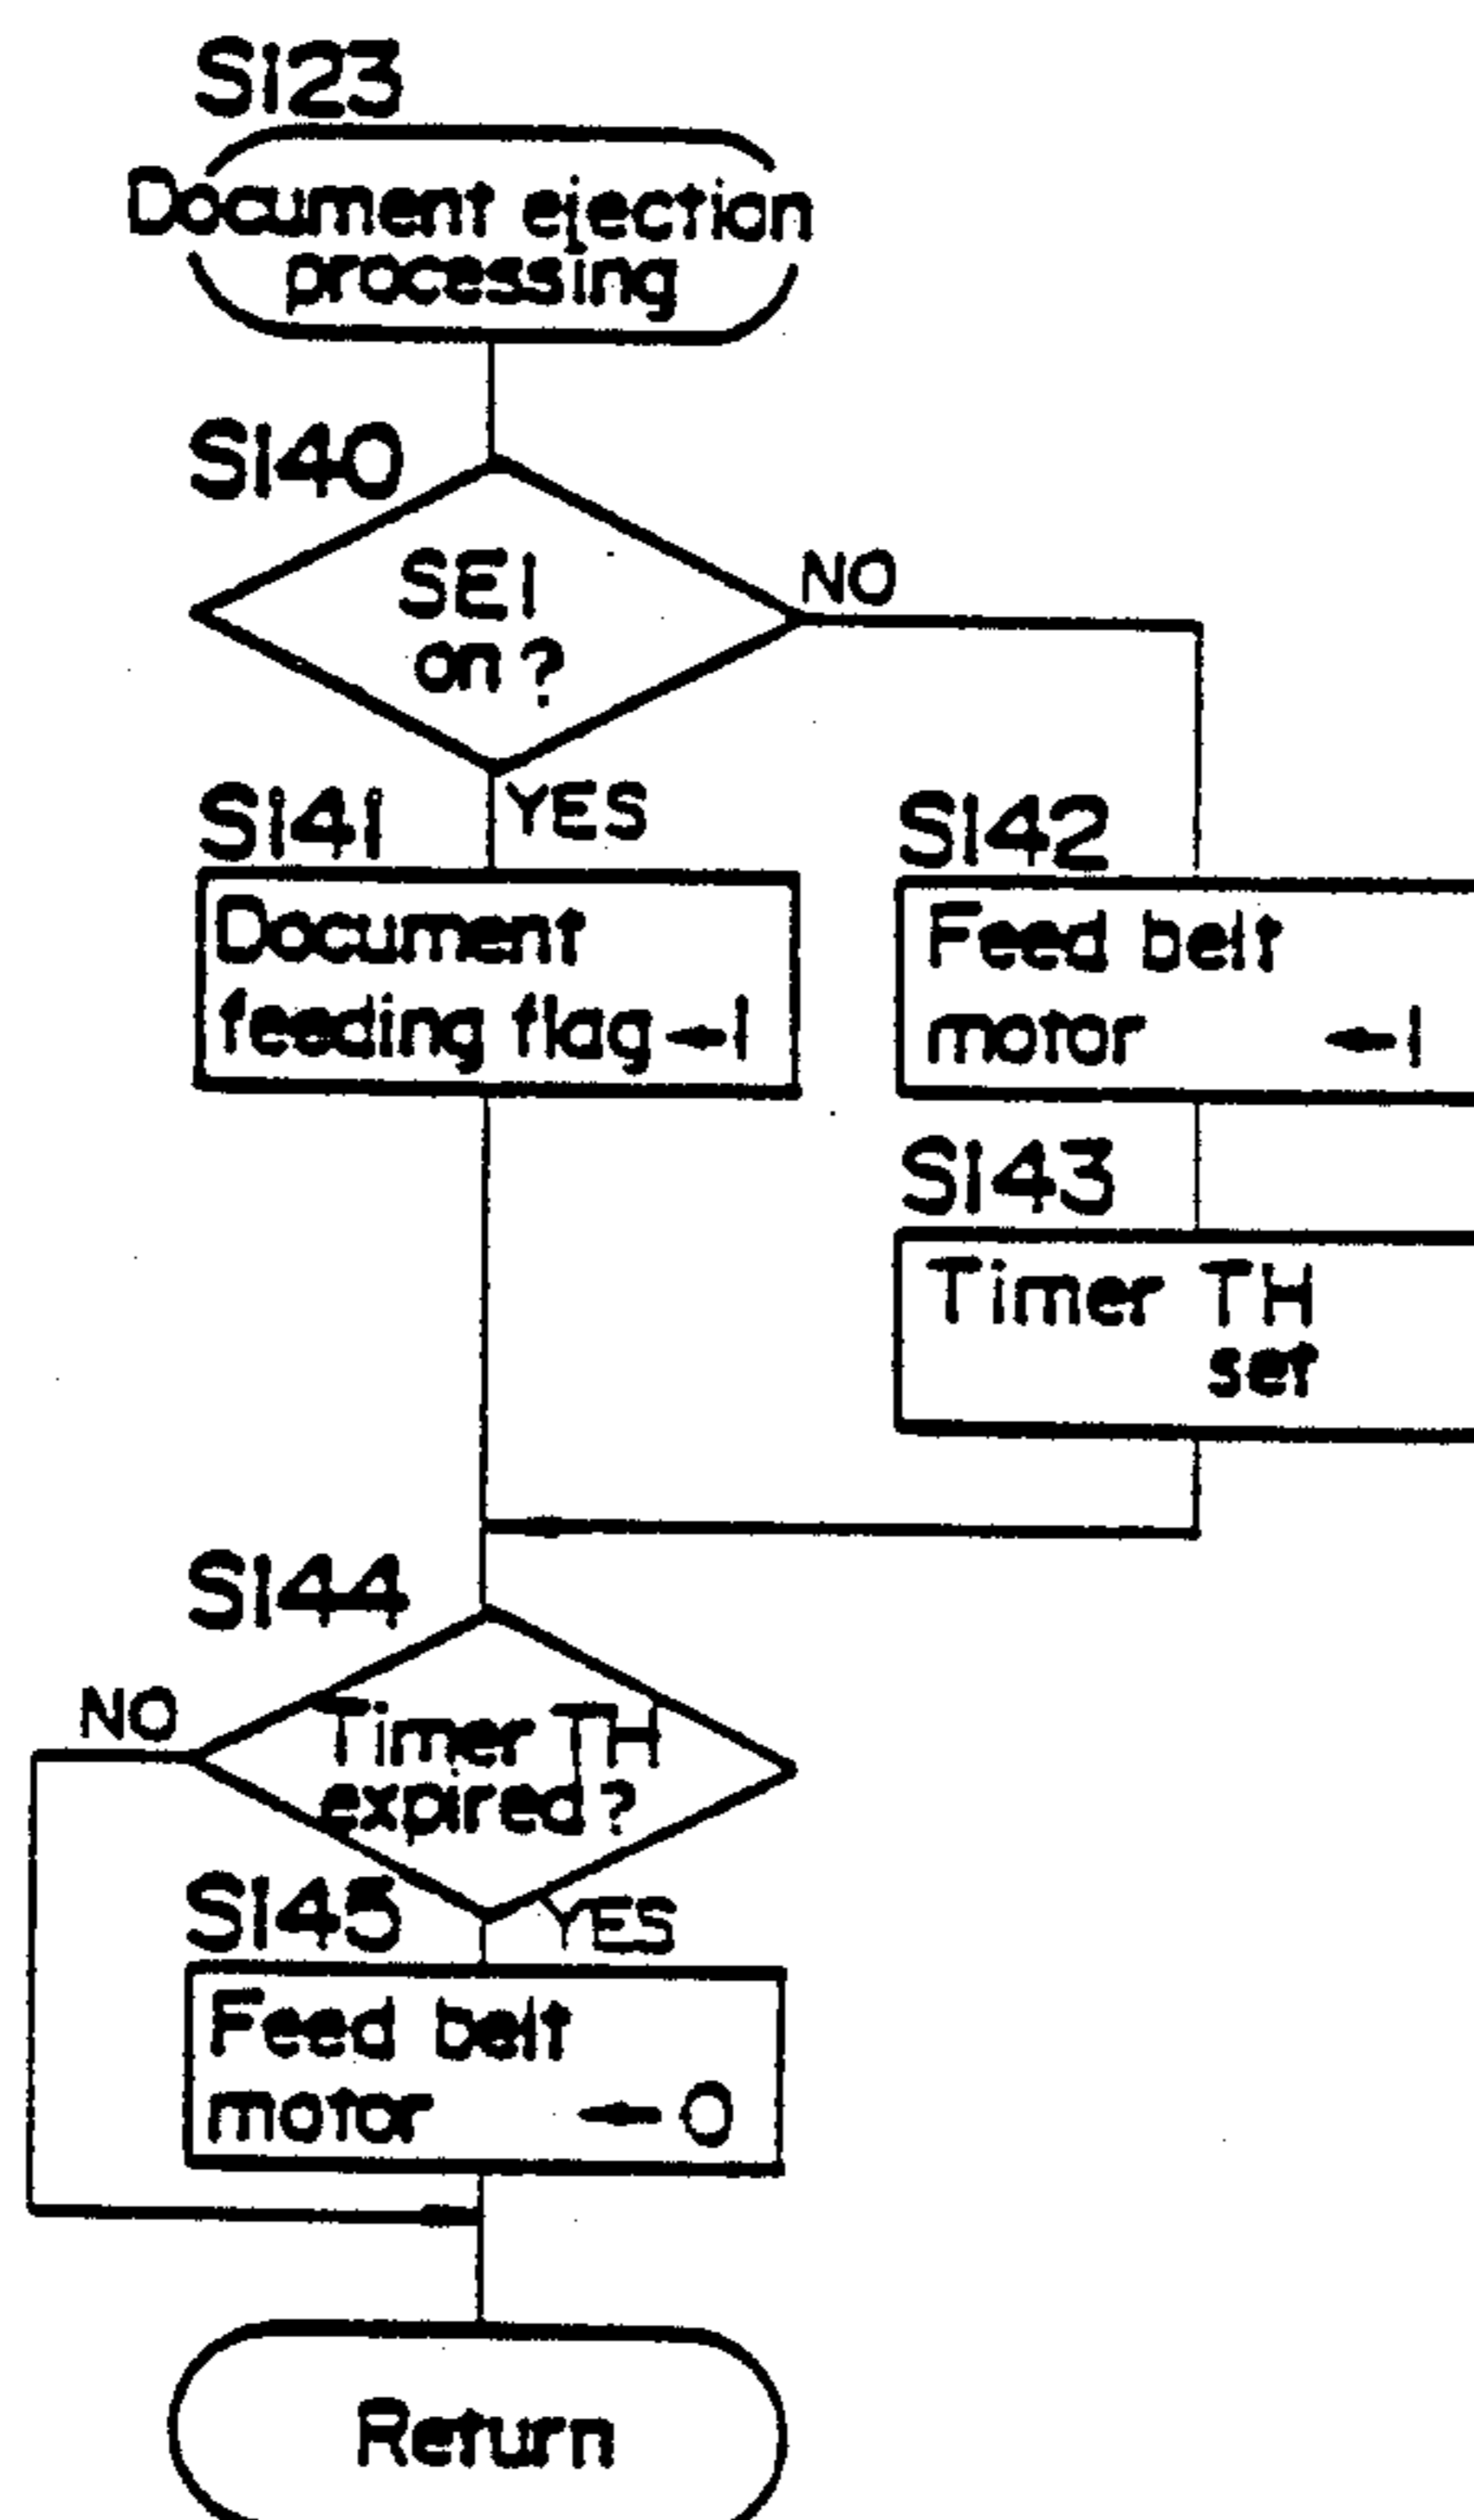 S123
Document ejection
processing
S140
SE1
on?
NO
YES
S141
Document
feeding flag←1
S142
Feed belt
motor ←1
S143
Timer TH
set
S144
NO
Timer TH
expired?
YES
S145
Feed belt
motor ←0
Return